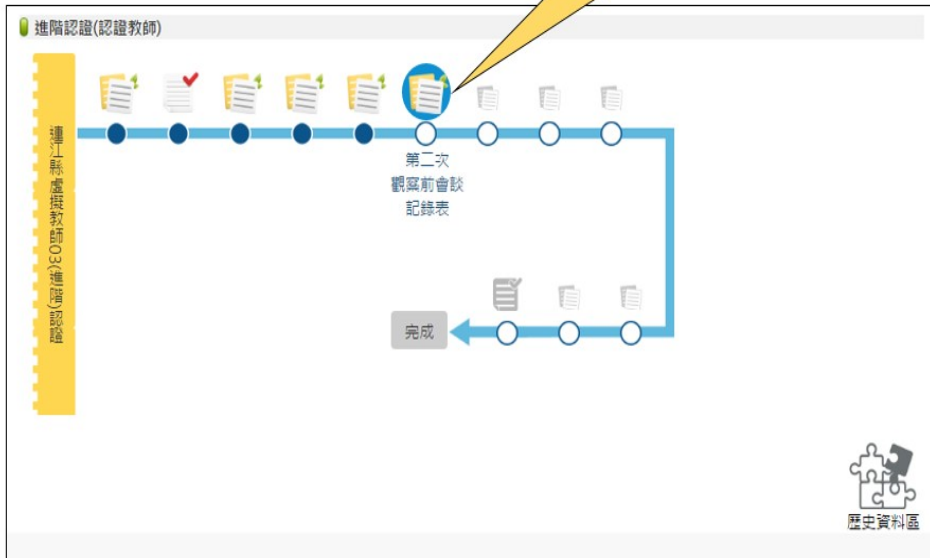 進階認證(認證教師)
連江縣虛擬教師03(進階)認證
第二次
觀察前會談
記錄表
完成
歷史資料區